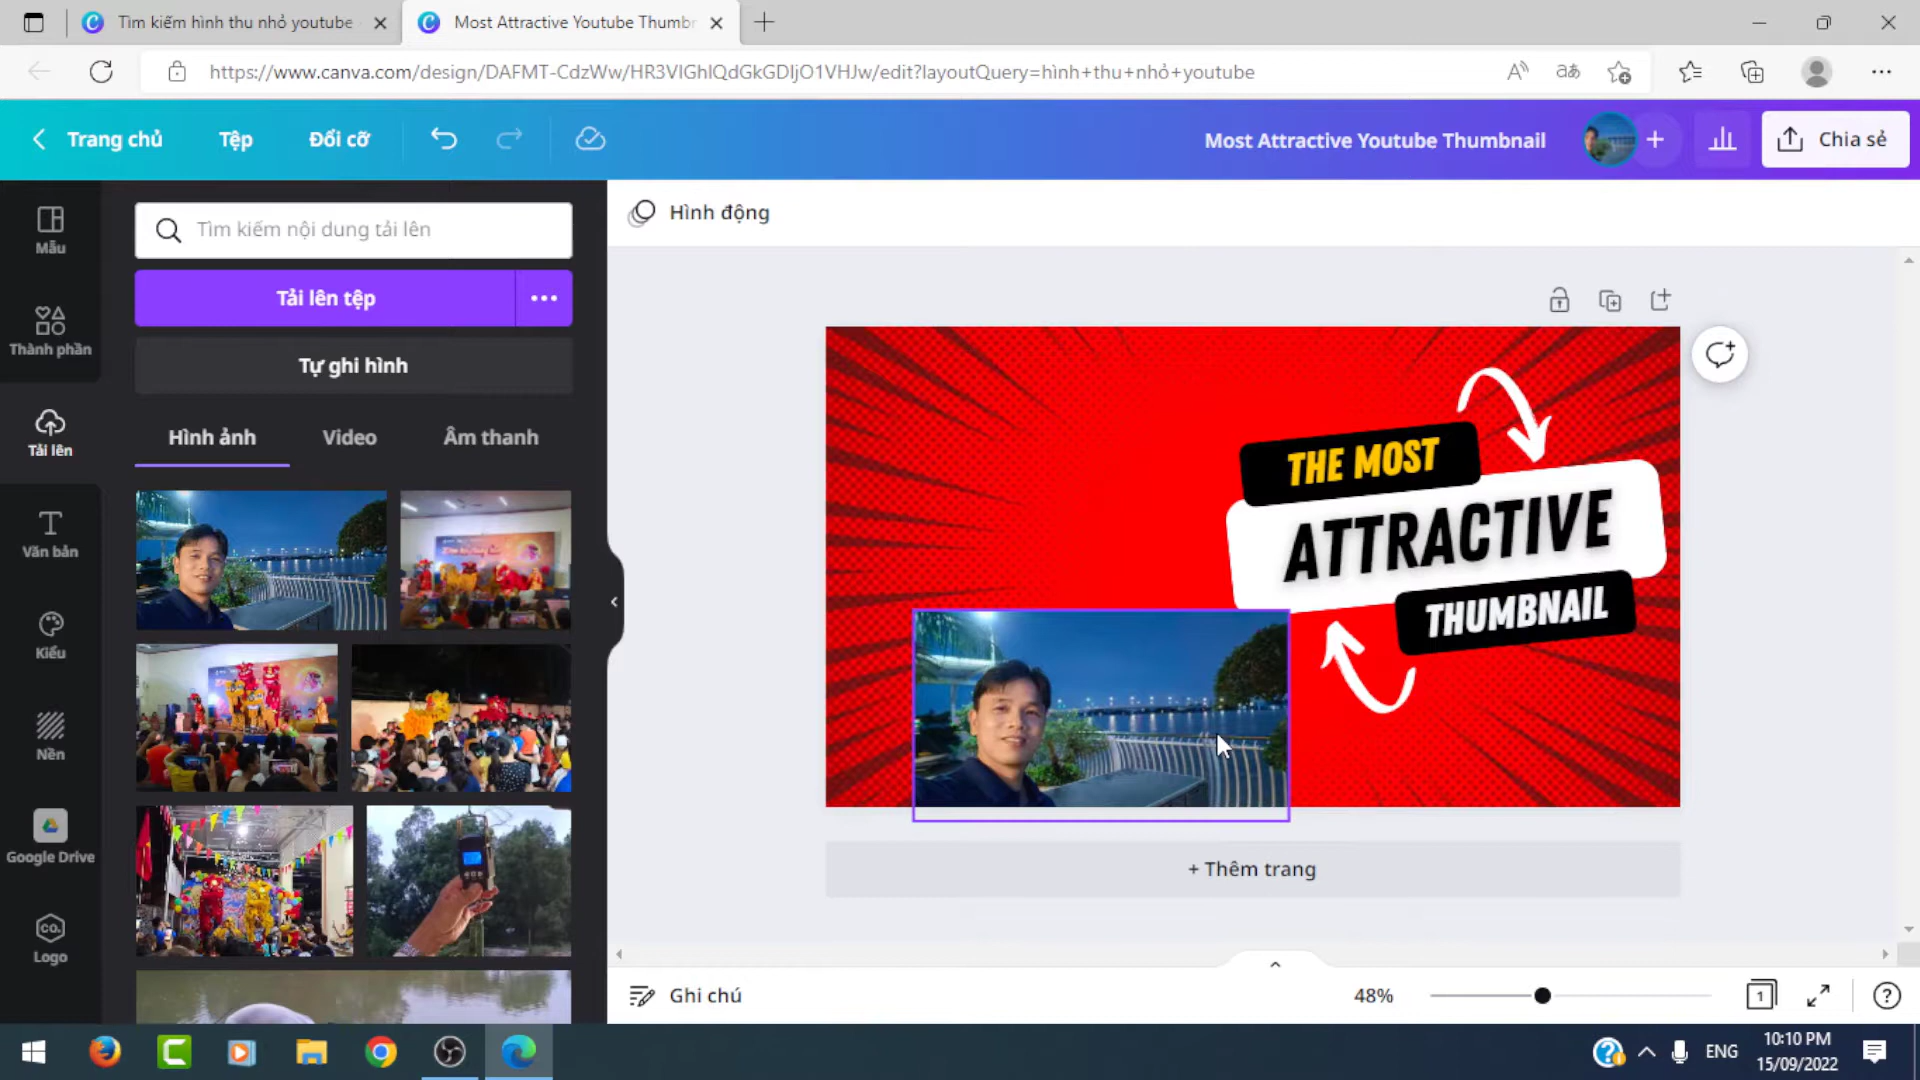 Tìm kiếm hình thu nhỏ youtube
Most Attractive Youtube Thumbn
https://www.canva.com/design/DAFMT-CdzWw/HR3VIGhlQdGkGDIjO1VHJw/edit?layoutQuery=hình+thu+nhỏ+youtube
Trang chủ
Tệp
Đổi cỡ
Most Attractive Youtube Thumbnail
Chia sẻ
Mẫu
Thành phần
Tải lên
Văn bản
Kiểu
Nền
Google Drive
CO.
Logo
Tìm kiếm nội dung tải lên
Tải lên tệp
Tự ghi hình
Hình ảnh
Video
Âm thanh
Hình động
THE MOST
ATTRACTIVE
THUMBNAIL
+ Thêm trang
Ghi chú
48%
1
ENG
10:10 PM
15/09/2022